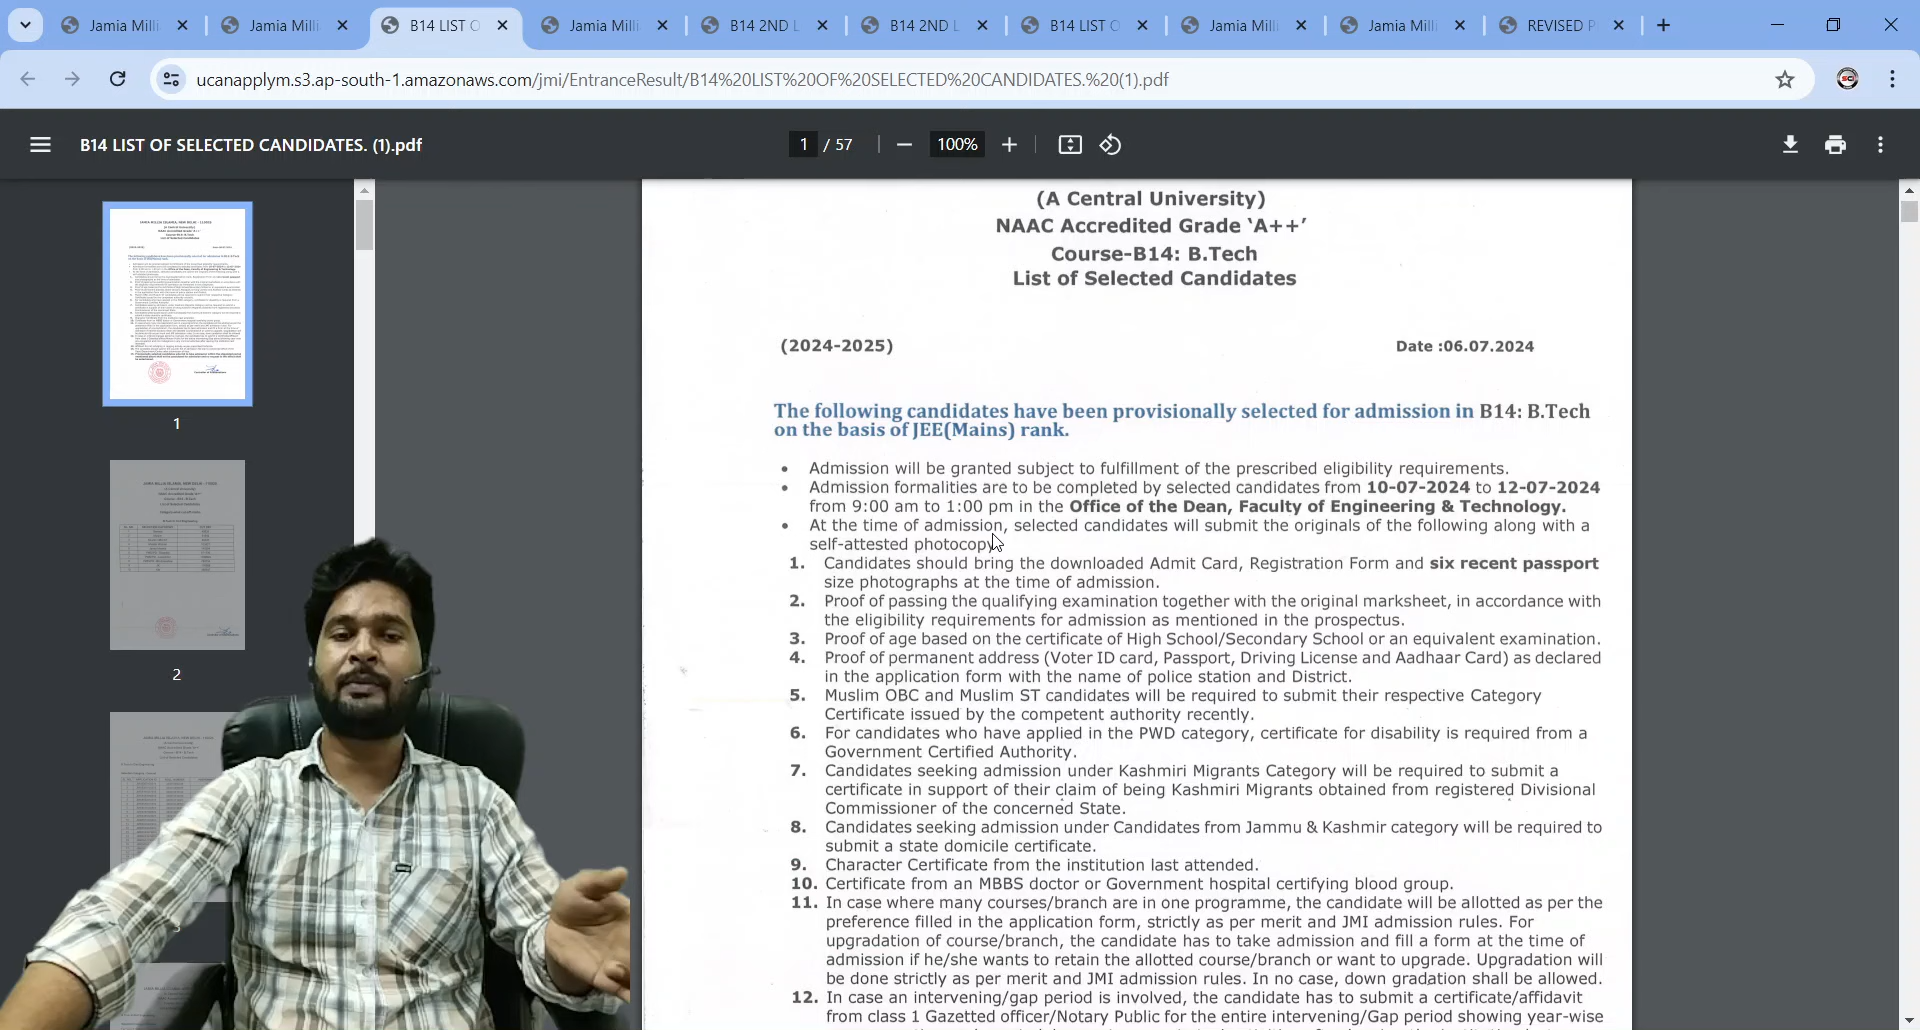 Jamia Milli
Jamia Milli
B14 LIST O
Jamia Milli
B14 2ND L
B14 2ND L
B14 LIST O
Jamia Milli
Jamia Milli
REVISED P
ucanapplym.s3.ap-south-1.amazonaws.com/jmi/EntranceResult/B14%20LIST%20OF%20SELECTED%20CANDIDATES.%20(1).pdf
B14 LIST OF SELECTED CANDIDATES. (1).pdf
1 / 57
100%
1
2
3
(A Central University)
NAAC Accredited Grade ‘A++’
Course-B14: B.Tech
List of Selected Candidates
(2024-2025)
Date :06.07.2024
The following candidates have been provisionally selected for admission in B14: B.Tech
on the basis of JEE(Mains) rank.
• Admission will be granted subject to fulfillment of the prescribed eligibility requirements.
• Admission formalities are to be completed by selected candidates from 10-07-2024 to 12-07-2024
from 9:00 am to 1:00 pm in the Office of the Dean, Faculty of Engineering & Technology.
• At the time of admission, selected candidates will submit the originals of the following along with a
self-attested photocopy
1. Candidates should bring the downloaded Admit Card, Registration Form and six recent passport
size photographs at the time of admission.
2. Proof of passing the qualifying examination together with the original marksheet, in accordance with
the eligibility requirements for admission as mentioned in the prospectus.
3. Proof of age based on the certificate of High School/Secondary School or an equivalent examination.
4. Proof of permanent address (Voter ID card, Passport, Driving License and Aadhaar Card) as declared
in the application form with the name of police station and District.
5. Muslim OBC and Muslim ST candidates will be required to submit their respective Category
Certificate issued by the competent authority recently.
6. For candidates who have applied in the PWD category, certificate for disability is required from a
Government Certified Authority.
7. Candidates seeking admission under Kashmiri Migrants Category will be required to submit a
certificate in support of their claim of being Kashmiri Migrants obtained from registered Divisional
Commissioner of the concerned State.
8. Candidates seeking admission under Candidates from Jammu & Kashmir category will be required to
submit a state domicile certificate.
9. Character Certificate from the institution last attended.
10. Certificate from an MBBS doctor or Government hospital certifying blood group.
11. In case where many courses/branch are in one programme, the candidate will be allotted as per the
preference filled in the application form, strictly as per merit and JMI admission rules. For
upgradation of course/branch, the candidate has to take admission and fill a form at the time of
admission if he/she wants to retain the allotted course/branch or want to upgrade. Upgradation will
be done strictly as per merit and JMI admission rules. In no case, down gradation shall be allowed.
12. In case an intervening/gap period is involved, the candidate has to submit a certificate/affidavit
from class 1 Gazetted officer/Notary Public for the entire intervening/Gap period showing year-wise